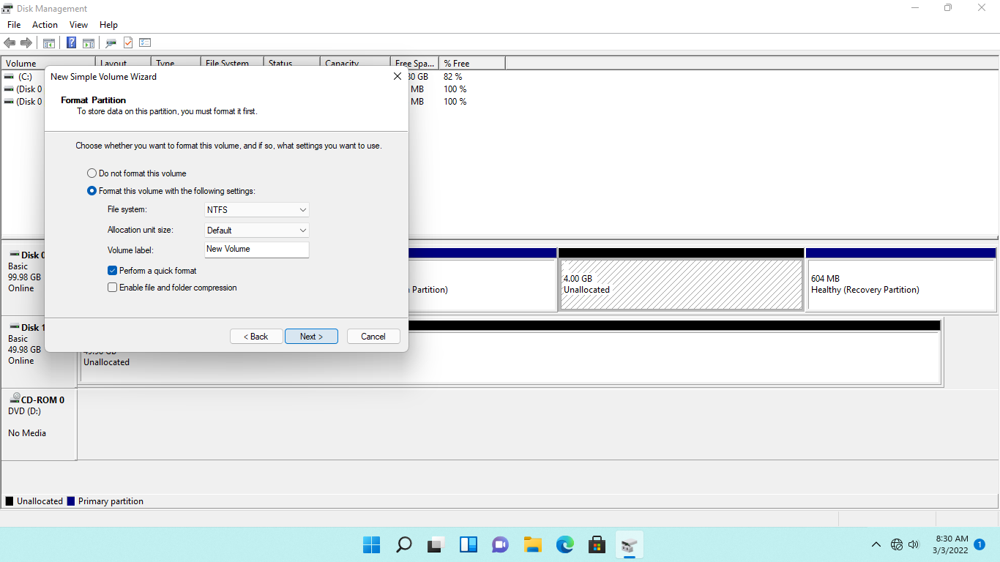 Disk Management
File Action View Help
Volume Layout Type File System Status Capacity Free Spa... % Free
(C:) 30 GB 82 %
(Disk 0 MB 100 %
(Disk 0 MB 100 %
New Simple Volume Wizard
Format Partition
To store data on this partition, you must format it first.
Choose whether you want to format this volume, and if so, what settings you want to use.
Do not format this volume
Format this volume with the following settings:
File system: NTFS
Allocation unit size: Default
Volume label: New Volume
Perform a quick format
Enable file and folder compression
< Back Next > Cancel
Disk 0
Basic
99.98 GB
Online
Partition)
4.00 GB
Unallocated
604 MB
Healthy (Recovery Partition)
Disk 1
Basic
49.98 GB
Online
49.98 GB
Unallocated
CD-ROM 0
DVD (D:)
No Media
Unallocated Primary partition
8:30 AM
3/3/2022
1